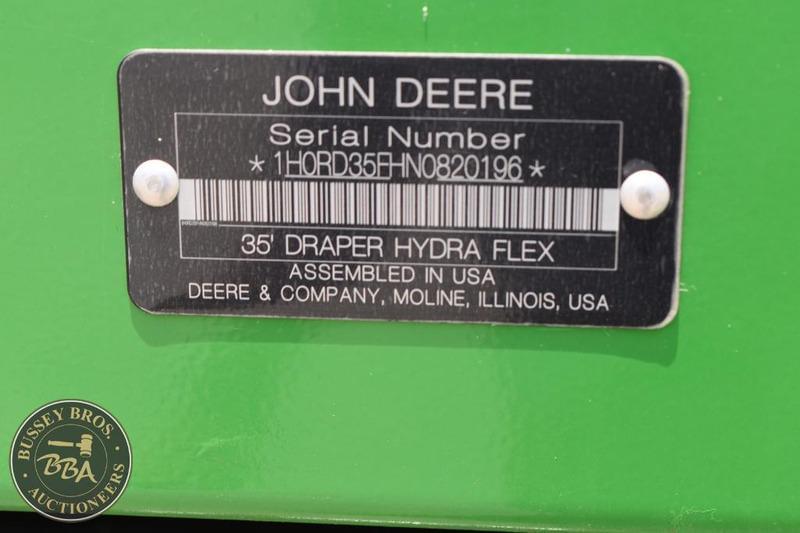 JOHN DEERE
Serial Number
*1H0RD35FHN0820196*
35' DRAPER HYDRA FLEX
ASSEMBLED IN USA
DEERE & COMPANY, MOLINE, ILLINOIS, USA
BUSSEY BROS.
BBA
AUCTIONEERS